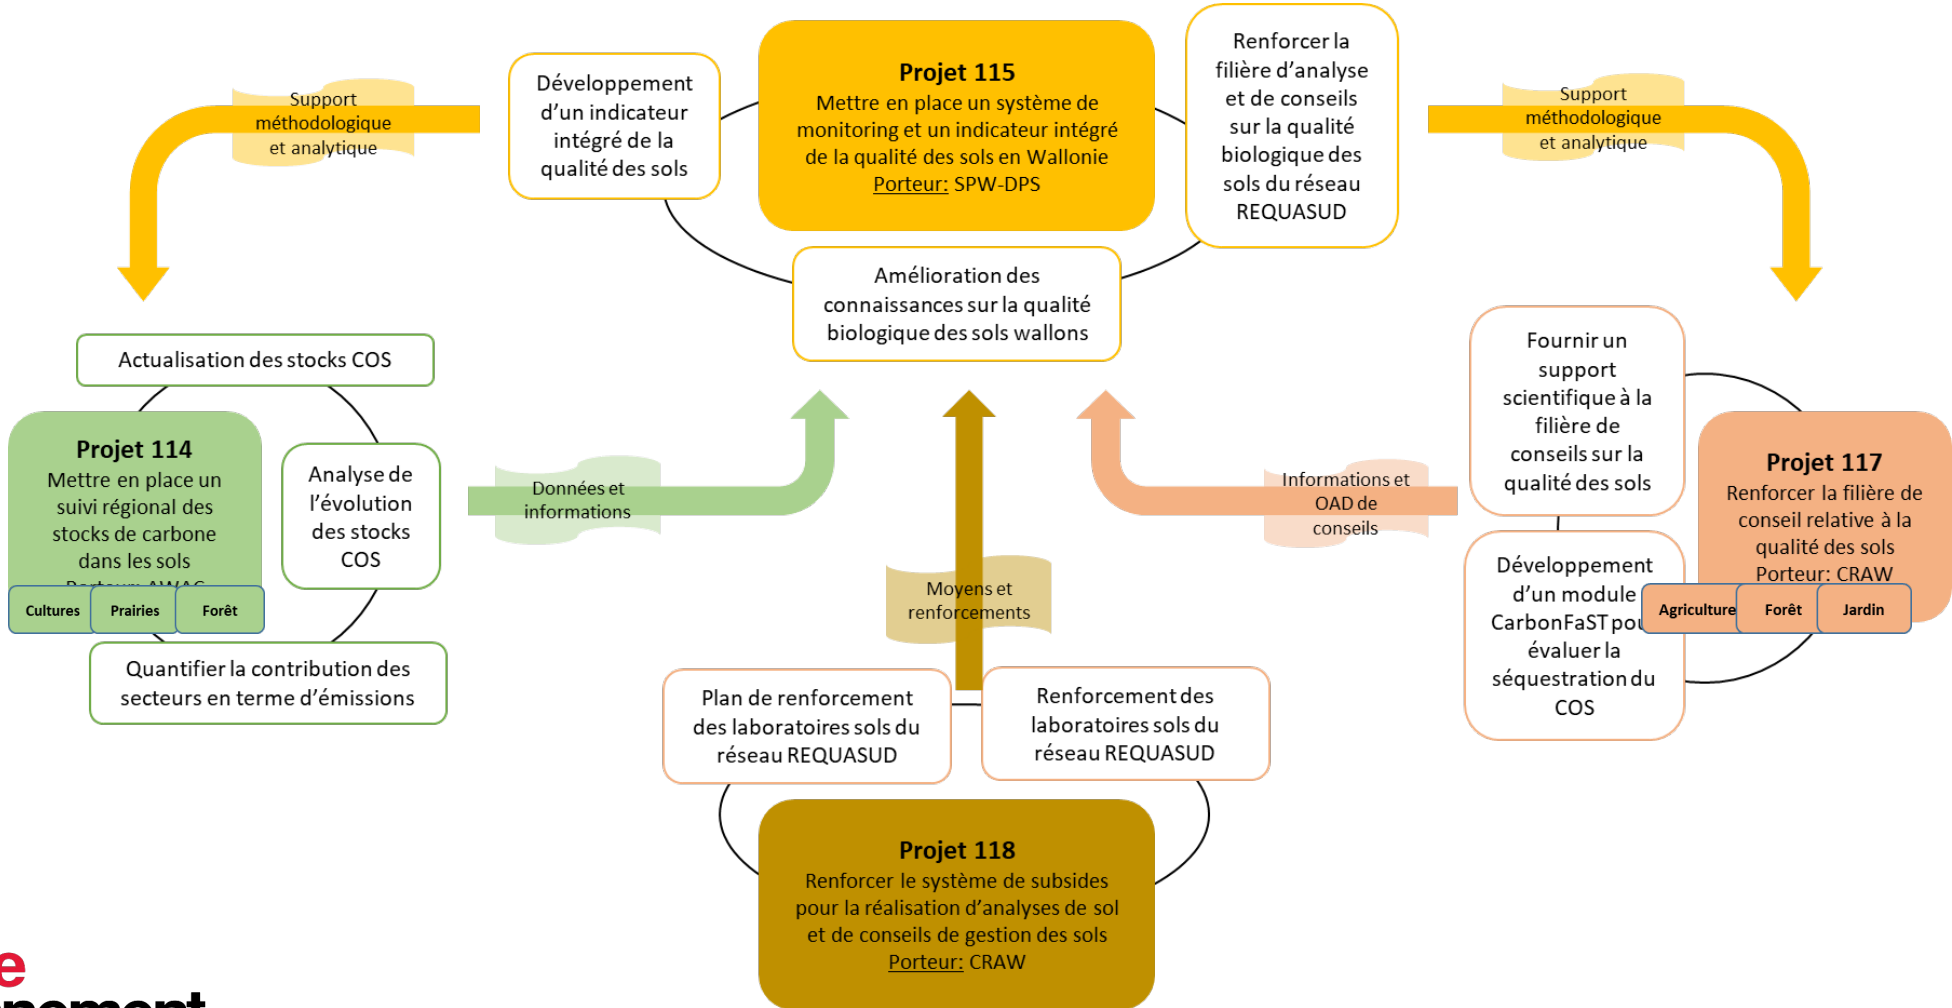 Support
méthodologique
et analytique
Développement
d’un indicateur
intégré de la
qualité des sols
Projet 115
Mettre en place un système de
monitoring et un indicateur intégré
de la qualité des sols en Wallonie
Porteur: SPW-DPS
Renforcer la
filière d’analyse
et de conseils
sur la qualité
biologique des
sols du réseau
REQUASUD
Support
méthodologique
et analytique
Amélioration des
connaissances sur la qualité
biologique des sols wallons
Actualisation des stocks COS
Projet 114
Mettre en place un
suivi régional des
stocks de carbone
dans les sols
Porteur: AWAC
Cultures
Prairies
Forêt
Analyse de
l’évolution
des stocks
COS
Quantifier la contribution des
secteurs en terme d’émissions
Données et
informations
Moyens et
renforcements
Informations et
OAD de
conseils
Fournir un
support
scientifique à la
filière de
conseils sur la
qualité des sols
Projet 117
Renforcer la filière de
conseil relative à la
qualité des sols
Porteur: CRAW
Agriculture
Forêt
Jardin
Développement
d’un module
CarbonFaST pour
évaluer la
séquestration du
COS
Plan de renforcement
des laboratoires sols du
réseau REQUASUD
Renforcement des
laboratoires sols du
réseau REQUASUD
Projet 118
Renforcer le système de subsides
pour la réalisation d’analyses de sol
et de conseils de gestion des sols
Porteur: CRAW